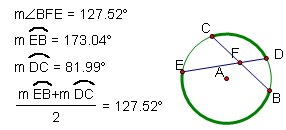 m∠BFE = 127.52°
m EB = 173.04°
m DC = 81.99°
m EB+m DC
2
= 127.52°
C
D
F
E
A
B